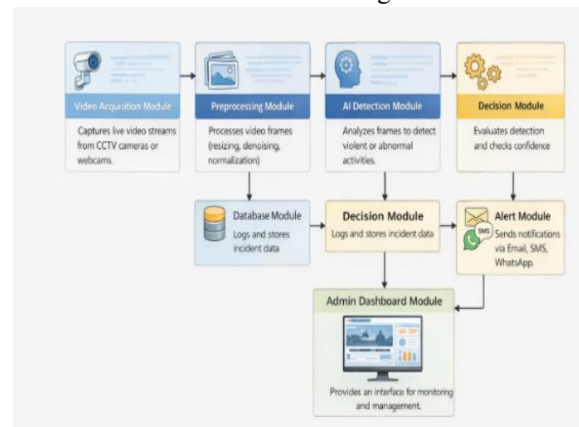 Video Acquisition Module
Captures live video streams
from CCTV cameras or
webcams.
Preprocessing Module
Processes video frames
(resizing, denoising,
normalization)
AI Detection Module
Analyzes frames to detect
violent or abnormal
activities.
Decision Module
Evaluates detection
and checks confidence
Database Module
Logs and stores
incident data
Decision Module
Logs and stores incident data
Alert Module
SMS
Sends notifications
via Email, SMS,
WhatsApp.
Admin Dashboard Module
Provides an interface for monitoring
and management.